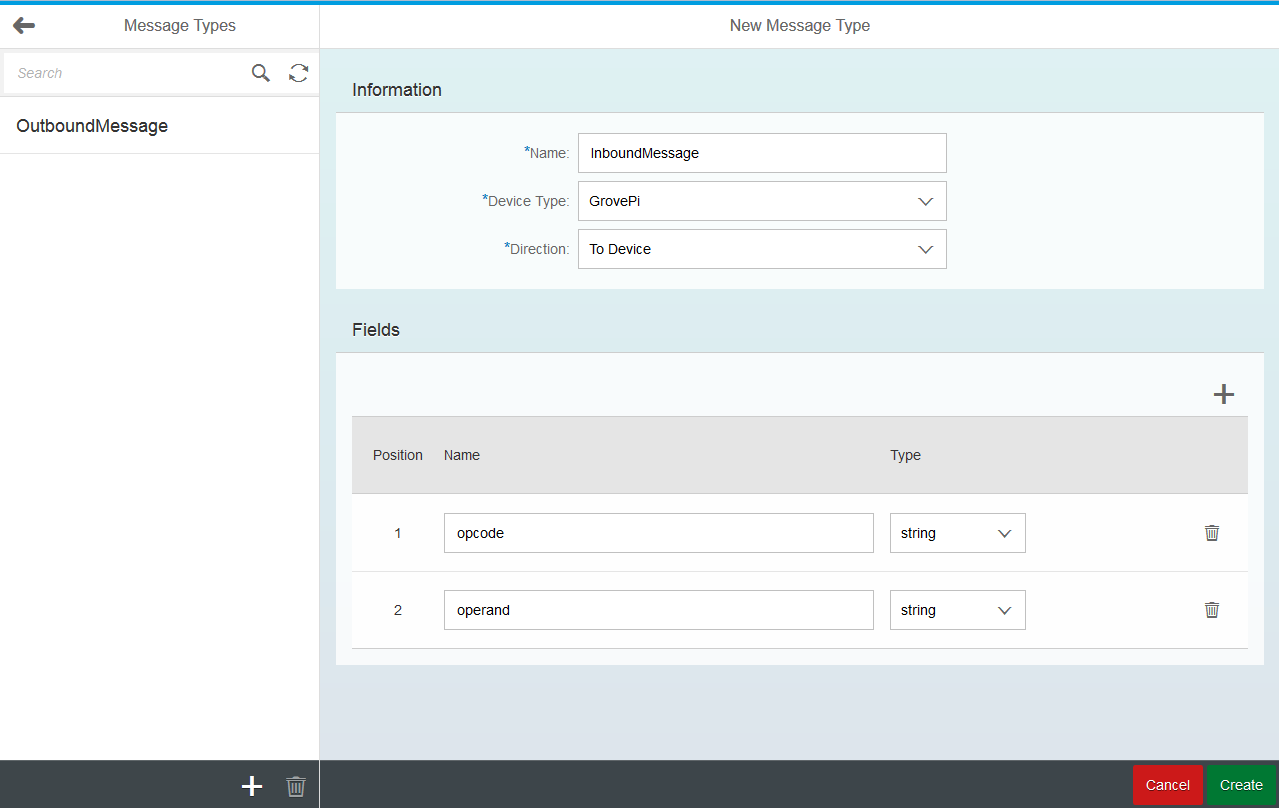 Message Types
New Message Type
Search
OutboundMessage
Information
*Name: InboundMessage
*Device Type: GrovePi
*Direction: To Device
Fields
Position Name Type
1 opcode string
2 operand string
Cancel Create